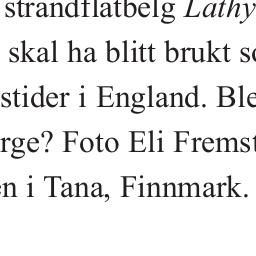 strandflatbelg Lathy
skal ha blitt brukt s
stider i England. Ble
rge? Foto Eli Fremst
en i Tana, Finnmark.